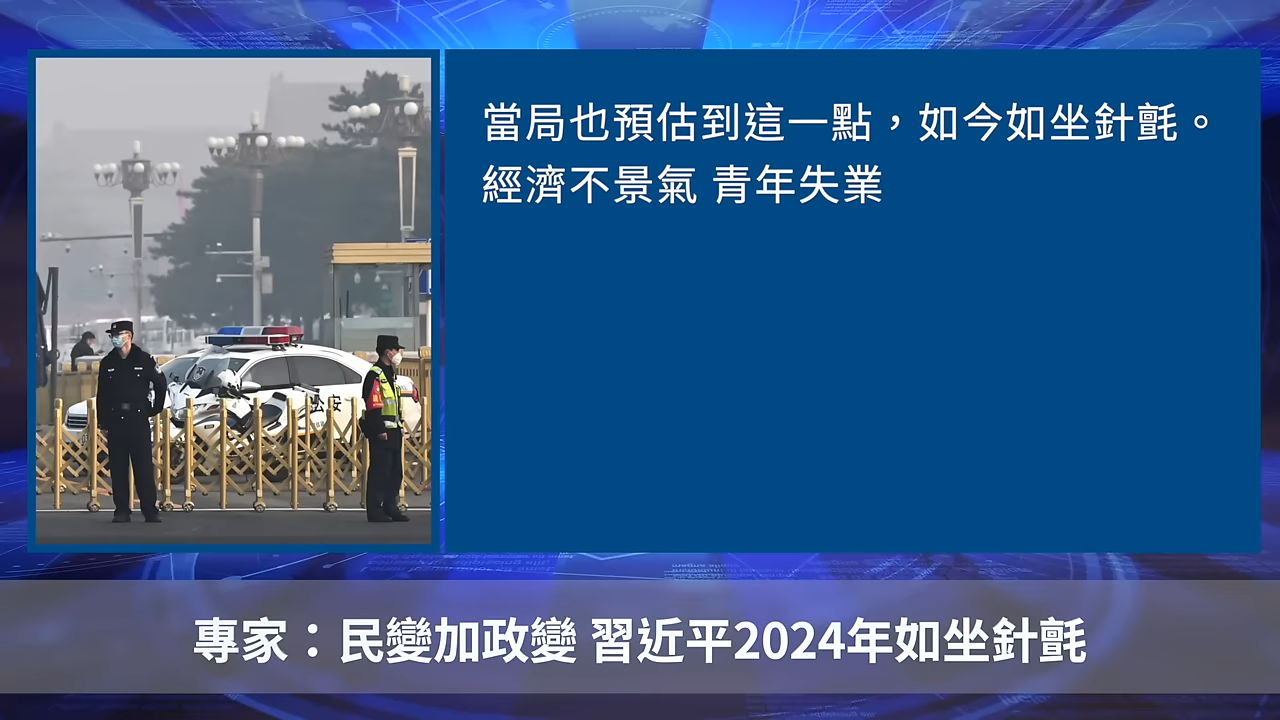 當局也預估到這一點，如今如坐針氈。
經濟不景氣 青年失業
公安
專家：民變加政變 習近平2024年如坐針氈